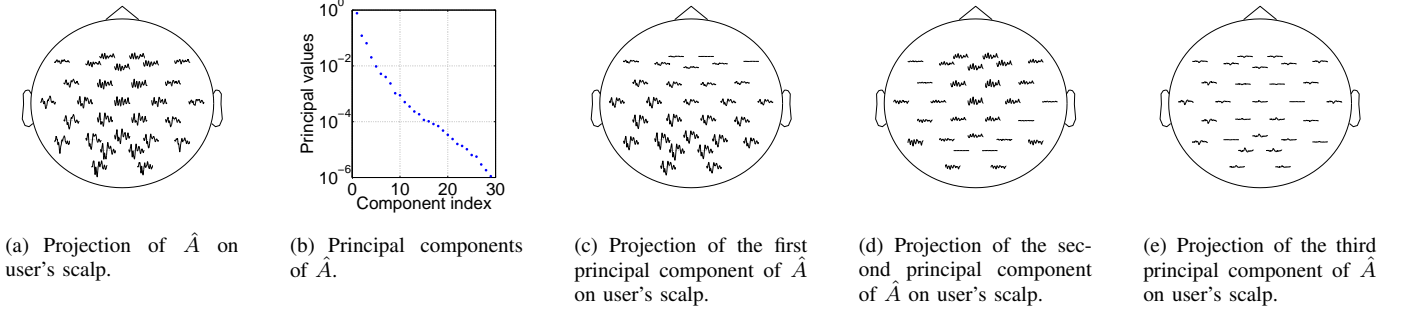 10^0
10^{-2}
10^{-4}
10^{-6}
Principal values
0 10 20 30
Component index
(a) Projection of Â on
user's scalp.
(b) Principal components
of Â.
(c) Projection of the first
principal component of Â
on user's scalp.
(d) Projection of the sec-
ond principal component
of Â on user's scalp.
(e) Projection of the third
principal component of Â
on user's scalp.